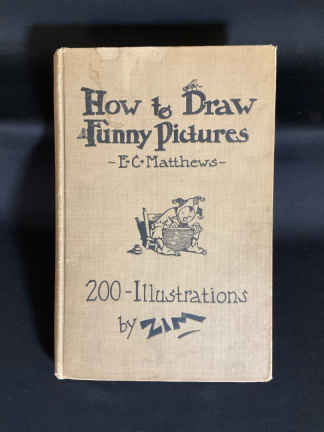 How to Draw
Funny Pictures
-E·C·Matthews-
200-Illustrations
by ZIM